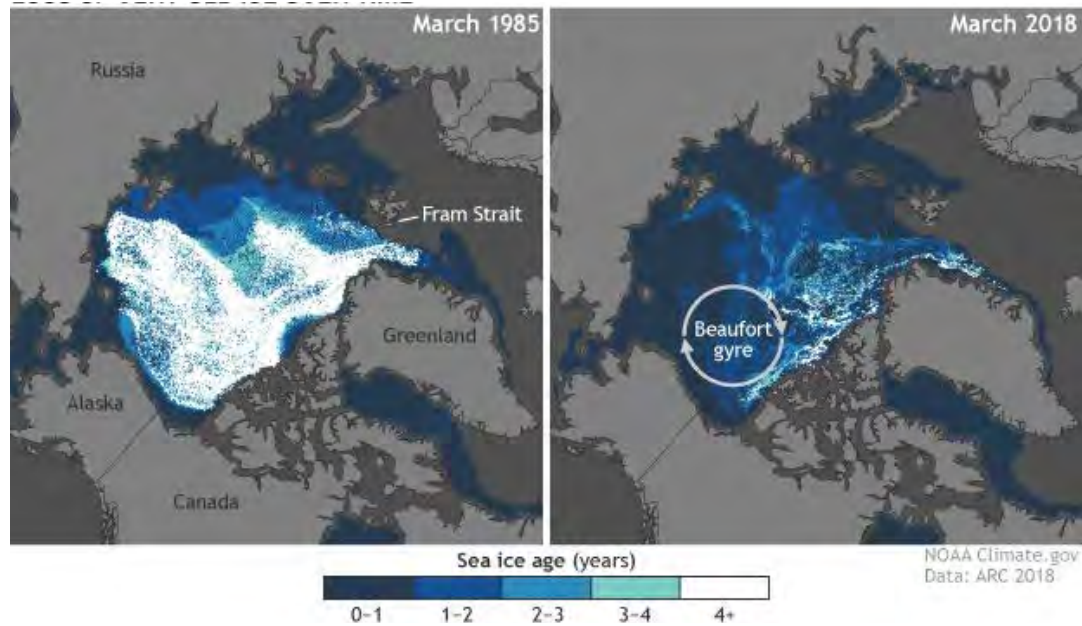 March 1985
March 2018
Russia
Fram Strait
Greenland
Alaska
Canada
Beaufort
gyre
Sea ice age (years)
0-1 1-2 2-3 3-4 4+
NOAA Climate.gov
Data: ARC 2018